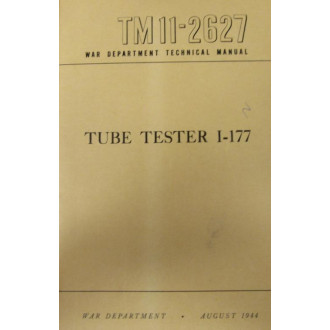 TM 11-2627
WAR DEPARTMENT TECHNICAL MANUAL
TUBE TESTER I-177
WAR DEPARTMENT • AUGUST 1944